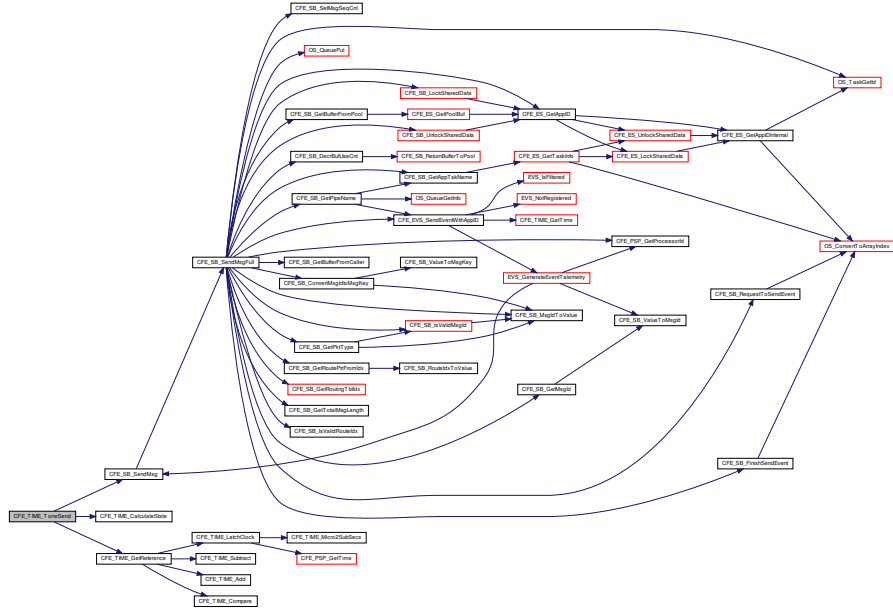 CFE_SB_SetMsgSeqCnt
OS_QueuePut
OS_TaskGetId
CFE_SB_LockSharedData
CFE_SB_GetBufferFromPool
CFE_ES_GetPoolBuf
CFE_ES_GetAppID
CFE_SB_UnlockSharedData
CFE_ES_UnlockSharedData
CFE_ES_GetAppIDInternal
CFE_SB_DecrBufUseCnt
CFE_SB_ReturnBufferToPool
CFE_ES_GetTaskInfo
CFE_ES_LockSharedData
CFE_SB_GetAppTskName
EVS_IsFiltered
CFE_SB_GetPipeName
OS_QueueGetInfo
EVS_NotRegistered
CFE_EVS_SendEventWithAppID
CFE_TIME_GetTime
CFE_PSP_GetProcessorId
OS_ConvertToArrayIndex
CFE_SB_SendMsgFull
CFE_SB_GetBufferFromCaller
CFE_SB_ValueToMsgKey
CFE_SB_ConvertMsgIdtoMsgKey
EVS_GenerateEventTelemetry
CFE_SB_RequestToSendEvent
CFE_SB_MsgIdToValue
CFE_SB_IsValidMsgId
CFE_SB_ValueToMsgId
CFE_SB_GetPktType
CFE_SB_GetRoutePtrFromIdx
CFE_SB_RouteIdxToValue
CFE_SB_GetRoutingTblIdx
CFE_SB_GetMsgId
CFE_SB_GetTotalMsgLength
CFE_SB_IsValidRouteIdx
CFE_SB_FinishSendEvent
CFE_SB_SendMsg
CFE_TIME_ToneSend
CFE_TIME_CalculateState
CFE_TIME_LatchClock
CFE_TIME_Micro2SubSecs
CFE_TIME_GetReference
CFE_TIME_Subtract
CFE_PSP_GetTime
CFE_TIME_Add
CFE_TIME_Compare